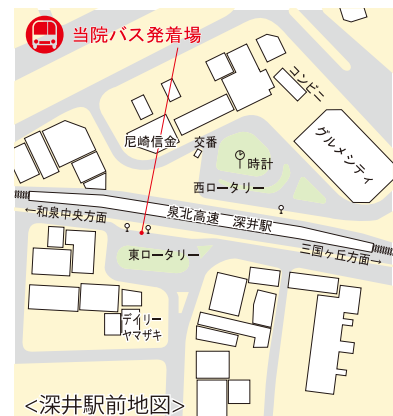 当院バス発着場
コンビニ
尼崎信金
交番
グルメシティ
時計
西ロータリー
泉北高速 深井駅
←和泉中央方面
三国ヶ丘方面→
東ロータリー
デイリー
ヤマザキ
<深井駅前地図>